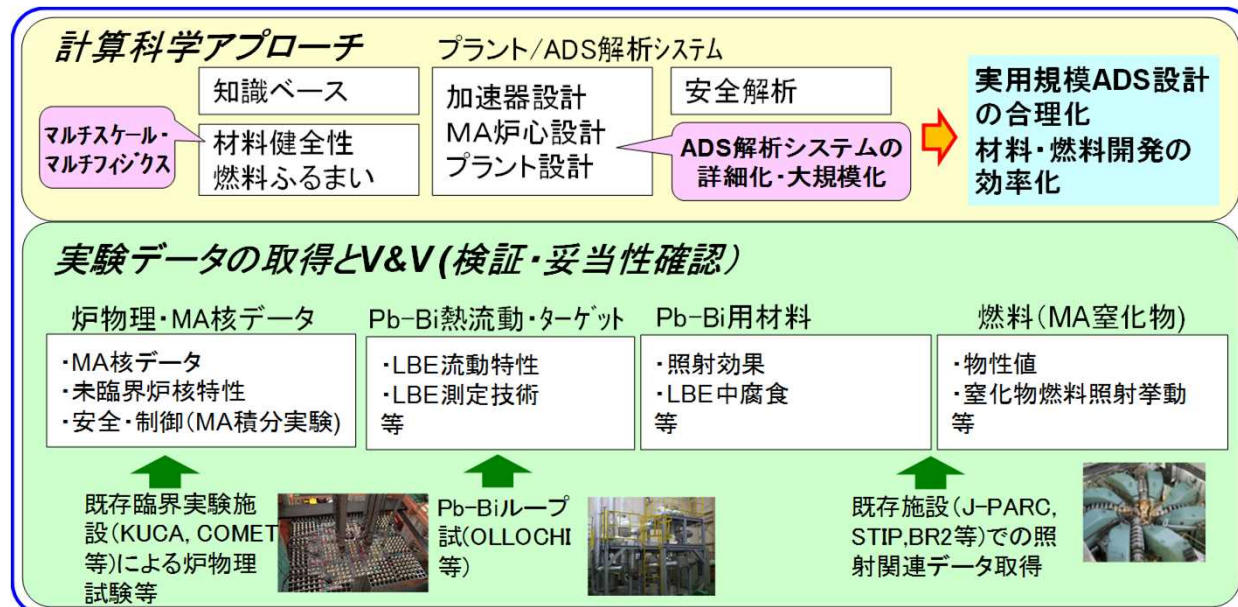 計算科学アプローチ
プラント/ADS解析システム
知識ベース
マルチスケール・
マルチフィジクス
材料健全性
燃料ふるまい
加速器設計
MA炉心設計
プラント設計
安全解析
ADS解析システムの
詳細化・大規模化
実用規模ADS設計
の合理化
材料・燃料開発の
効率化
実験データの取得とV&V(検証・妥当性確認)
炉物理・MA核データ
・MA核データ
・未臨界炉核特性
・安全・制御(MA積分実験)
Pb-Bi熱流動・ターゲット
・LBE流動特性
・LBE測定技術
等
Pb-Bi用材料
・照射効果
・LBE中腐食
等
燃料(MA窒化物)
・物性値
・窒化物燃料照射挙動
等
既存臨界実験施
設(KUCA, COMET
等)による炉物理
試験等
Pb-Biループ
試(OLLOCHI
等)
既存施設(J-PARC,
STIP,BR2等)での照
射関連データ取得